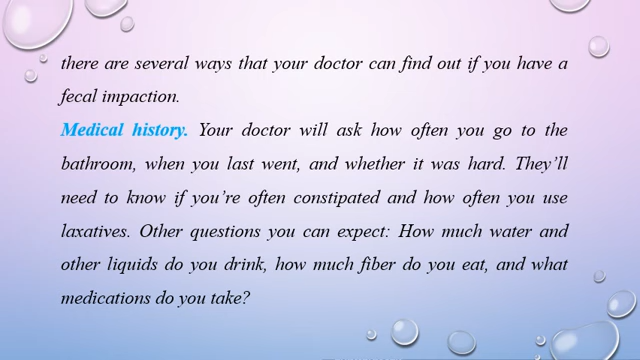 there are several ways that your doctor can find out if you have a
fecal impaction.
Medical history. Your doctor will ask how often you go to the
bathroom, when you last went, and whether it was hard. They’ll
need to know if you’re often constipated and how often you use
laxatives. Other questions you can expect: How much water and
other liquids do you drink, how much fiber do you eat, and what
medications do you take?